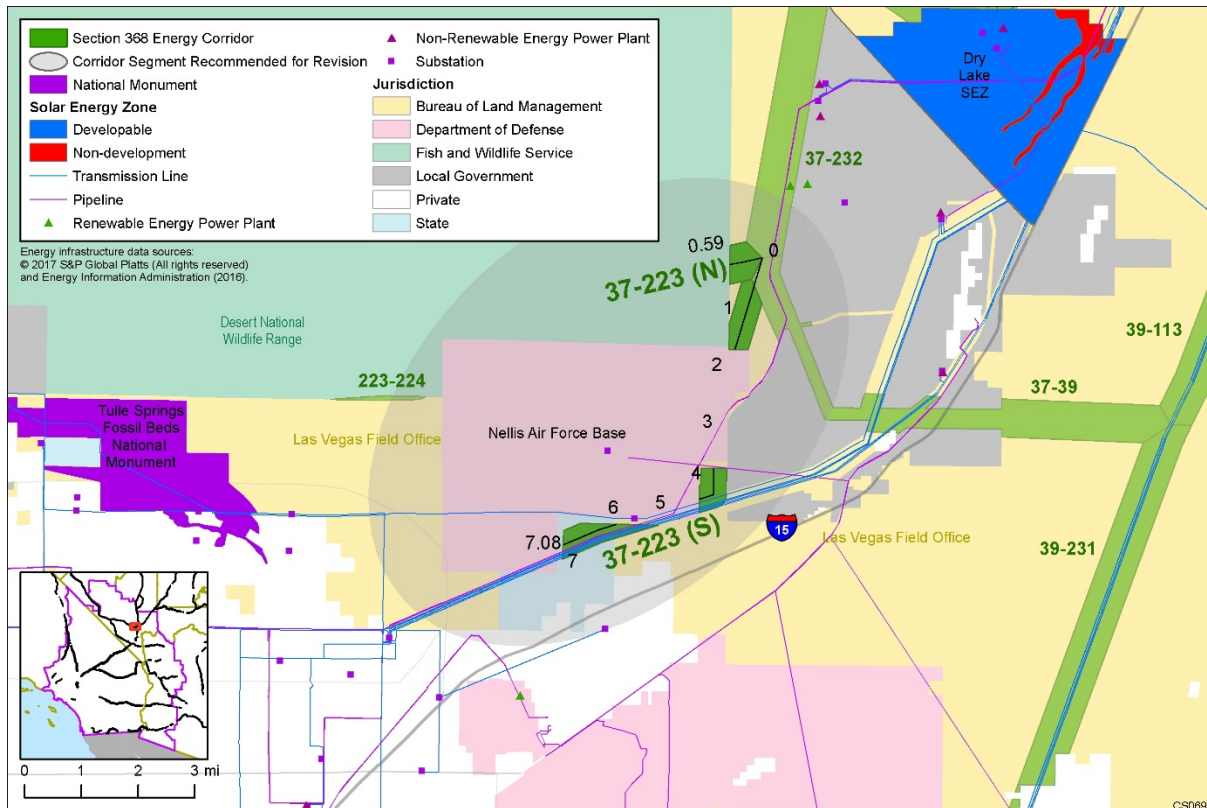 Section 368 Energy Corridor
Corridor Segment Recommended for Revision
National Monument
Solar Energy Zone
Developable
Non-development
Transmission Line
Pipeline
Renewable Energy Power Plant
Non-Renewable Energy Power Plant
Substation
Jurisdiction
Bureau of Land Management
Department of Defense
Fish and Wildlife Service
Local Government
Private
State
Energy infrastructure data sources:
© 2017 S&P Global Platts (All rights reserved)
and Energy Information Administration (2016).
Dry
Lake
SEZ
37-232
0.59
0
37-223 (N)
1
2
Desert National
Wildlife Range
39-113
223-224
37-39
Tulle Springs
Fossil Beds
National
Monument
Las Vegas Field Office
Nellis Air Force Base
3
4
5
6
7.08
7
37-223 (S)
15
Las Vegas Field Office
39-231
0 1 2 3 mi
CS069